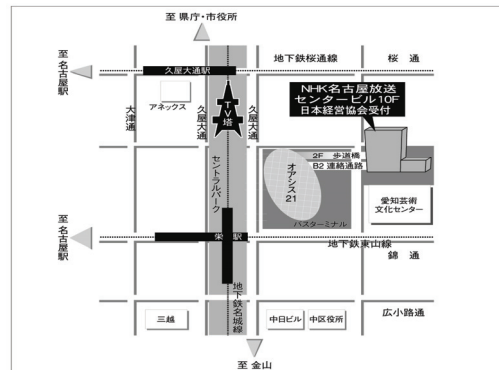 至 県庁・市役所
至 名古屋駅
久屋大通駅
地下鉄桜通線
桜 通
アネックス
大津通
久屋大通
TV塔
久屋大通
NHK名古屋放送
センタービル10F
日本経営協会受付
セントラルパーク
オアシス21
2F 歩道橋
B2 連絡通路
愛知芸術
文化センター
バスターミナル
至 名古屋駅
栄 駅
地下鉄東山線
錦 通
地下鉄名城線
三越
中日ビル
中区役所
広小路通
至 金山